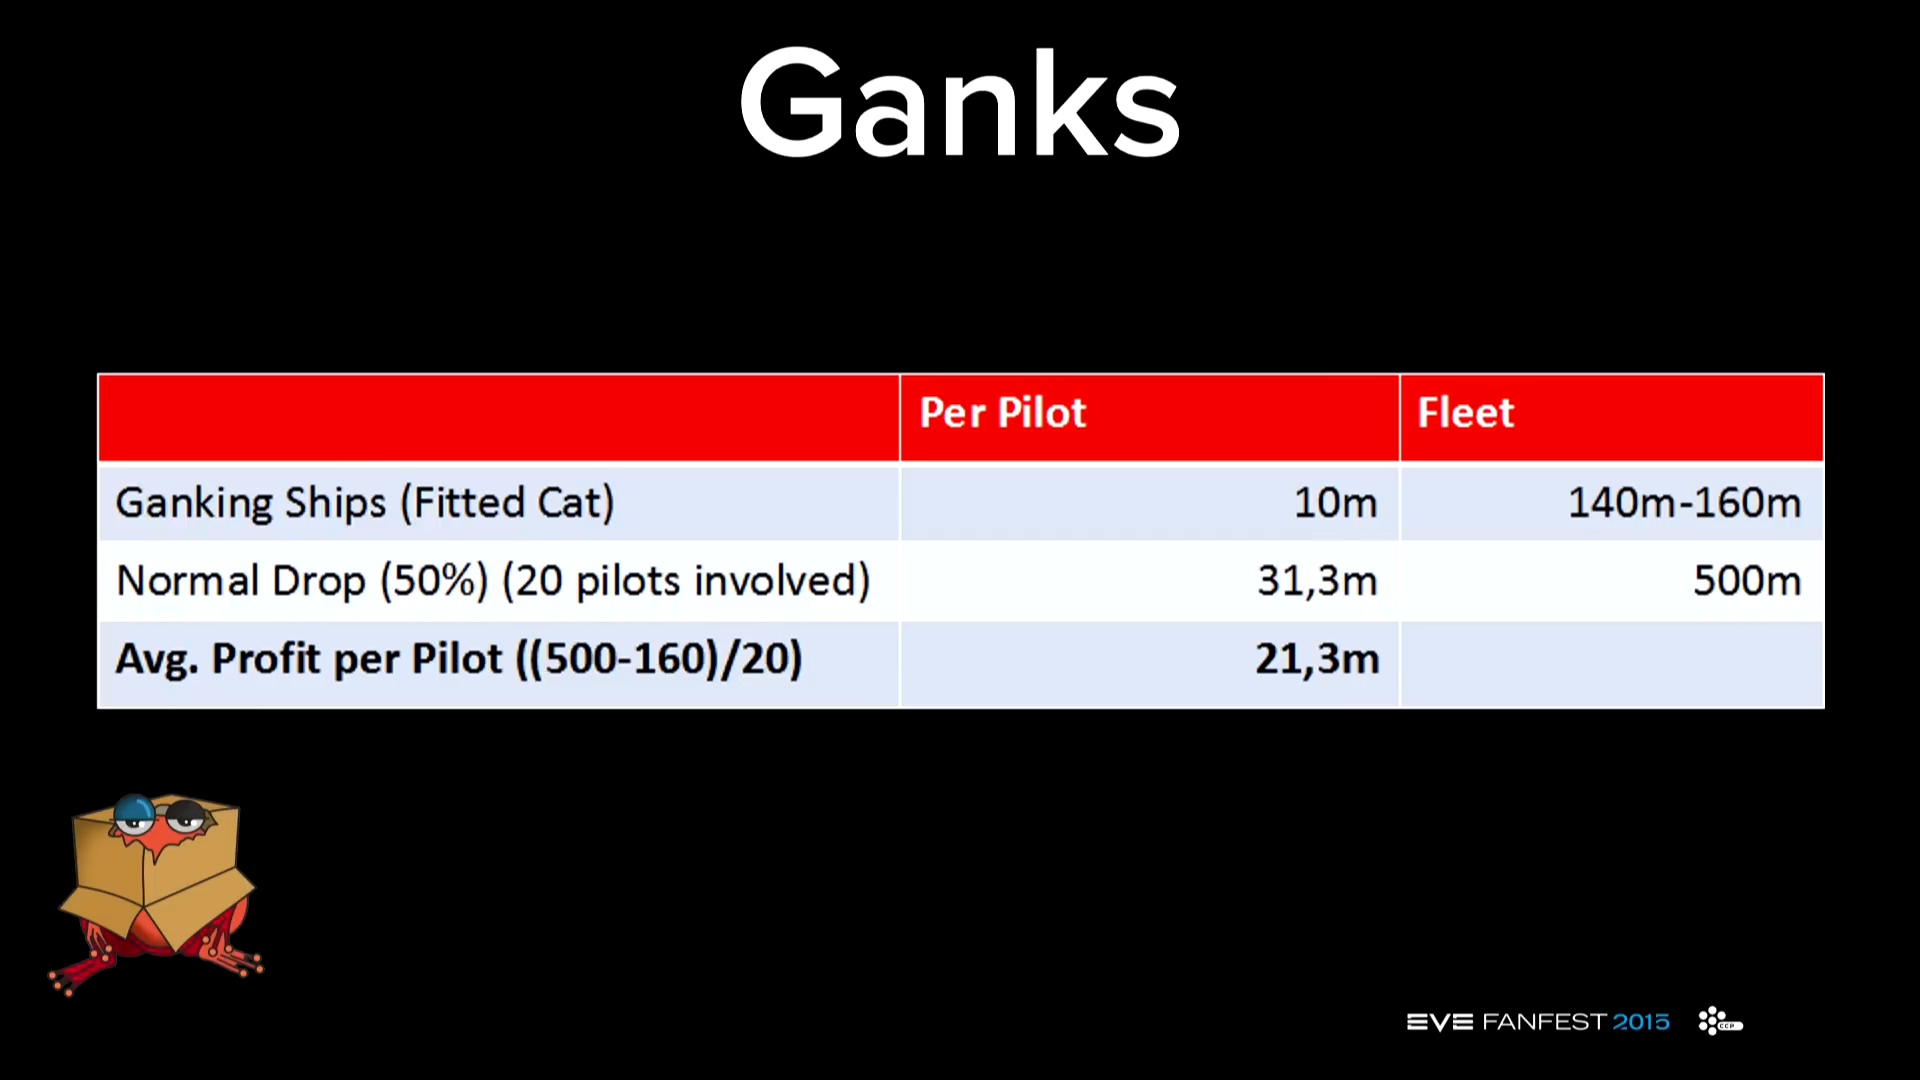 Ganks
Per Pilot Fleet
Ganking Ships (Fitted Cat) 10m 140m-160m
Normal Drop (50%) (20 pilots involved) 31,3m 500m
Avg. Profit per Pilot ((500-160)/20) 21,3m
EVE FANFEST 2015 CCP